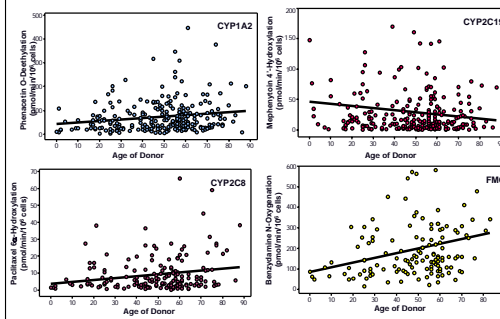 CYP1A2
Phenacetin O-Deethylation
(pmol/min/10⁶ cells)
500
400
300
200
100
0
0 10 20 30 40 50 60 70 80 90
Age of Donor
CYP2C19
Mephenytoin 4'-Hydroxylation
(pmol/min/10⁶ cells)
200
150
100
50
0
0 10 20 30 40 50 60 70 80 90
Age of Donor
CYP2C8
Paclitaxel 6α-Hydroxylation
(pmol/min/10⁶ cells)
70
60
50
40
30
20
10
0
0 10 20 30 40 50 60 70 80 90
Age of Donor
FMO
Benzydamine N-Oxygenation
(pmol/min/10⁶ cells)
600
500
400
300
200
100
0
0 20 40 60 80
Age of Donor